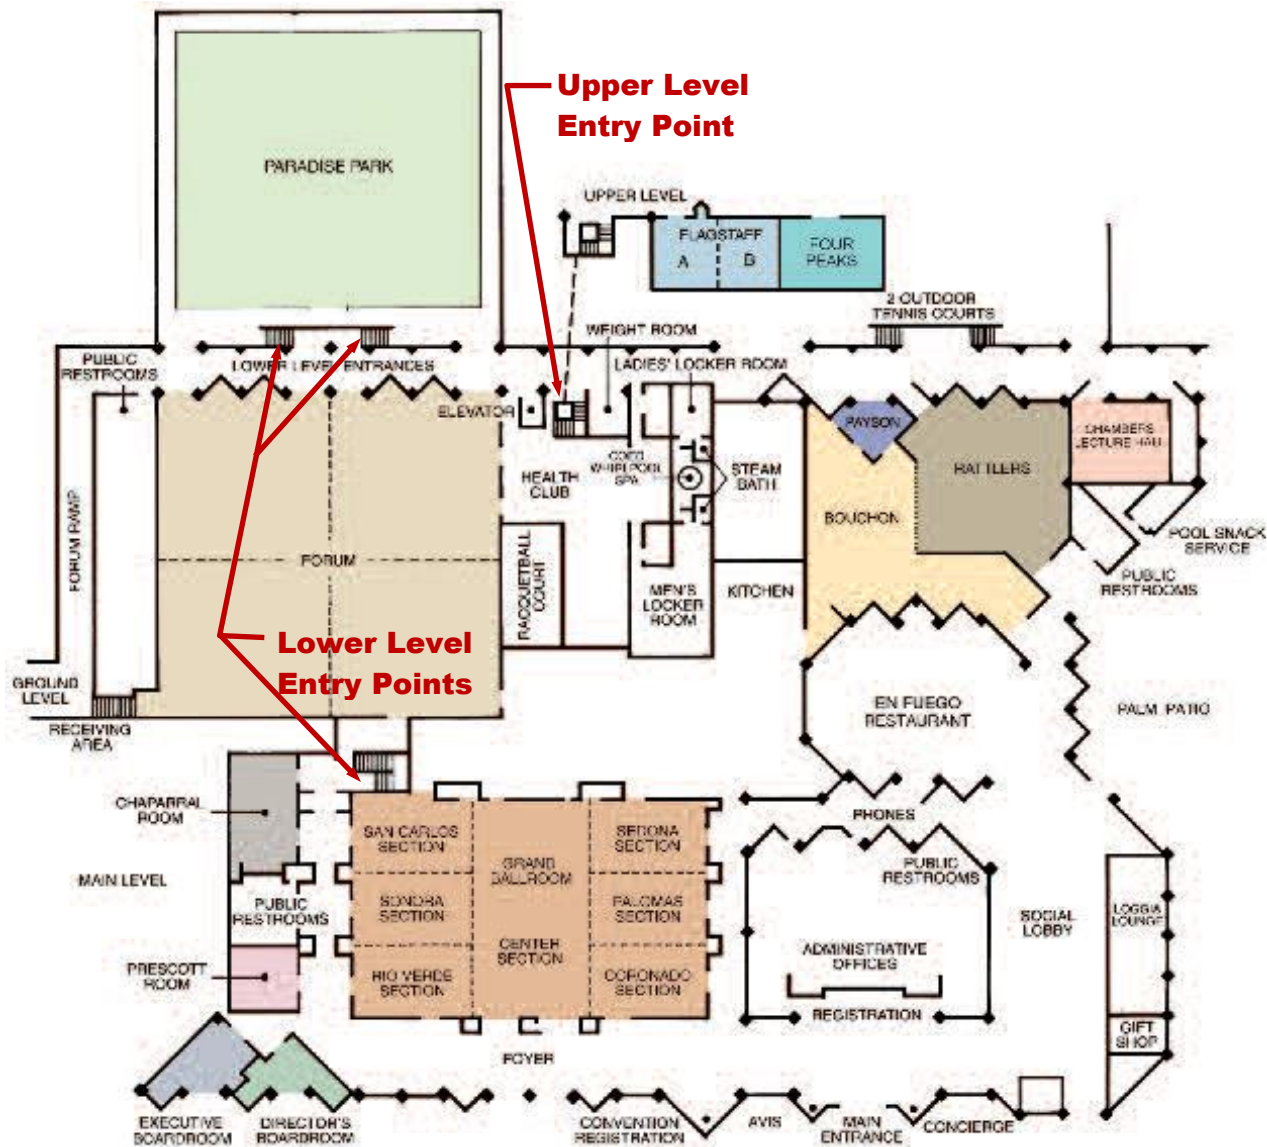 Upper Level
Entry Point
PARADISE PARK
UPPER LEVEL
FLAGSTAFF
A
B
FOUR
PEAKS
2 OUTDOOR
TENNIS COURTS
WEIGHT ROOM
PUBLIC
RESTROOMS
LOWER LEVEL ENTRANCES
LADIES' LOCKER ROOM
ELEVATOR
PAYSON
CHAMBERS
LECTURE HALL
COED
WHIRLPOOL
SPA
STEAM
BATH
HEALTH
CLUB
RATTLERS
BOUCHON
FORUM RAMP
FORUM
RACQUETBALL
COURT
POOL SNACK
SERVICE
PUBLIC
RESTROOMS
MEN'S
LOCKER
ROOM
KITCHEN
Lower Level
Entry Points
GROUND
LEVEL
RECEIVING
AREA
EN FUEGO
RESTAURANT
PALM PATIO
CHAPARRAL
ROOM
PHONES
SAN CARLOS
SECTION
SEDONA
SECTION
GRAND
BALLROOM
PUBLIC
RESTROOMS
MAIN LEVEL
PUBLIC
RESTROOMS
SONORA
SECTION
PALOMAS
SECTION
SOCIAL
LOBBY
LOGGIA
LOUNGE
PRESCOTT
ROOM
CENTER
SECTION
ADMINISTRATIVE
OFFICES
RIO VERDE
SECTION
CORONADO
SECTION
REGISTRATION
GIFT
SHOP
FOYER
EXECUTIVE
BOARDROOM
DIRECTOR'S
BOARDROOM
CONVENTION
REGISTRATION
AVIS
MAIN
ENTRANCE
CONCIERGE